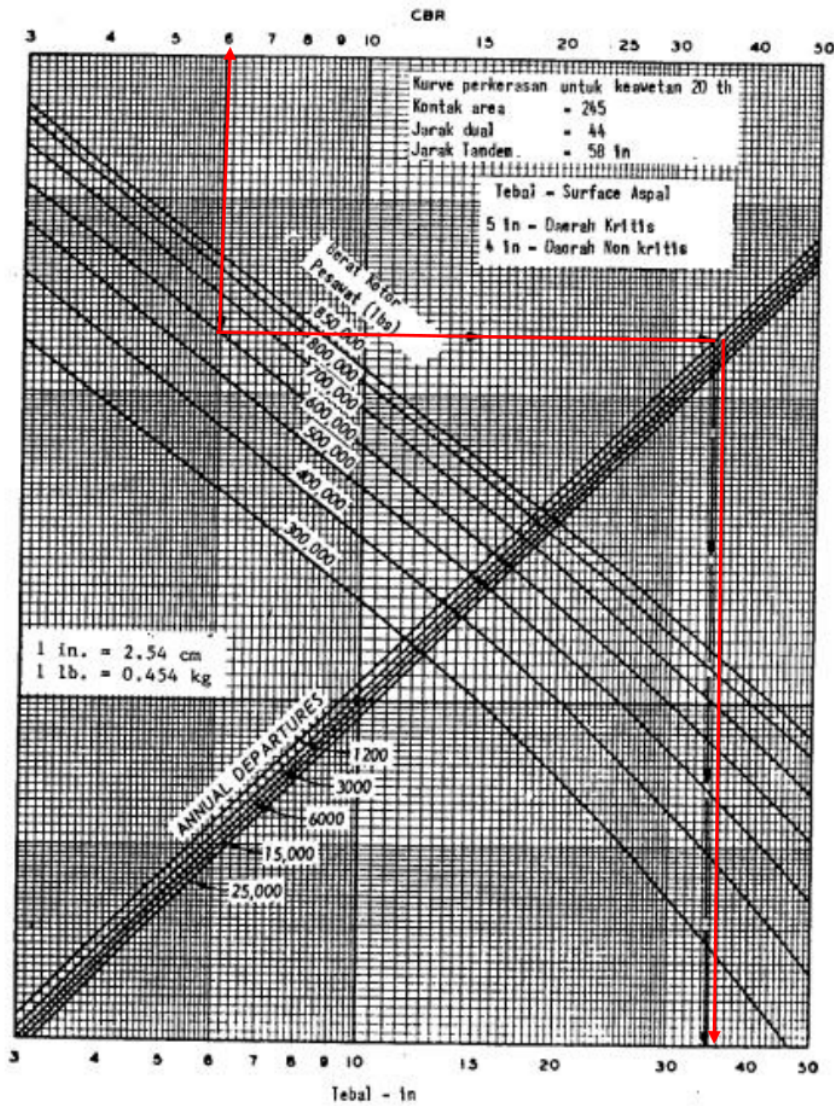 CBR
3 4 5 6 7 8 9 10 15 20 25 30 40 50
Kurve perkerasan untuk keawetan 20 th
Kontak area = 245
Jarak dual = 44
Jarak Tandem = 58 in
Tebal - Surface Aspal
5 in - Daerah Kritis
4 in - Daerah Non kritis
Berat Kotor
Pesawat (lbs)
850,000
800,000
700,000
600,000
500,000
400,000
300,000
1 in. = 2.54 cm
1 lb. = 0.454 kg
ANNUAL DEPARTURES
1200
3000
6000
15,000
25,000
3 4 5 6 7 8 9 10 15 20 30 40 50
Tebal - in